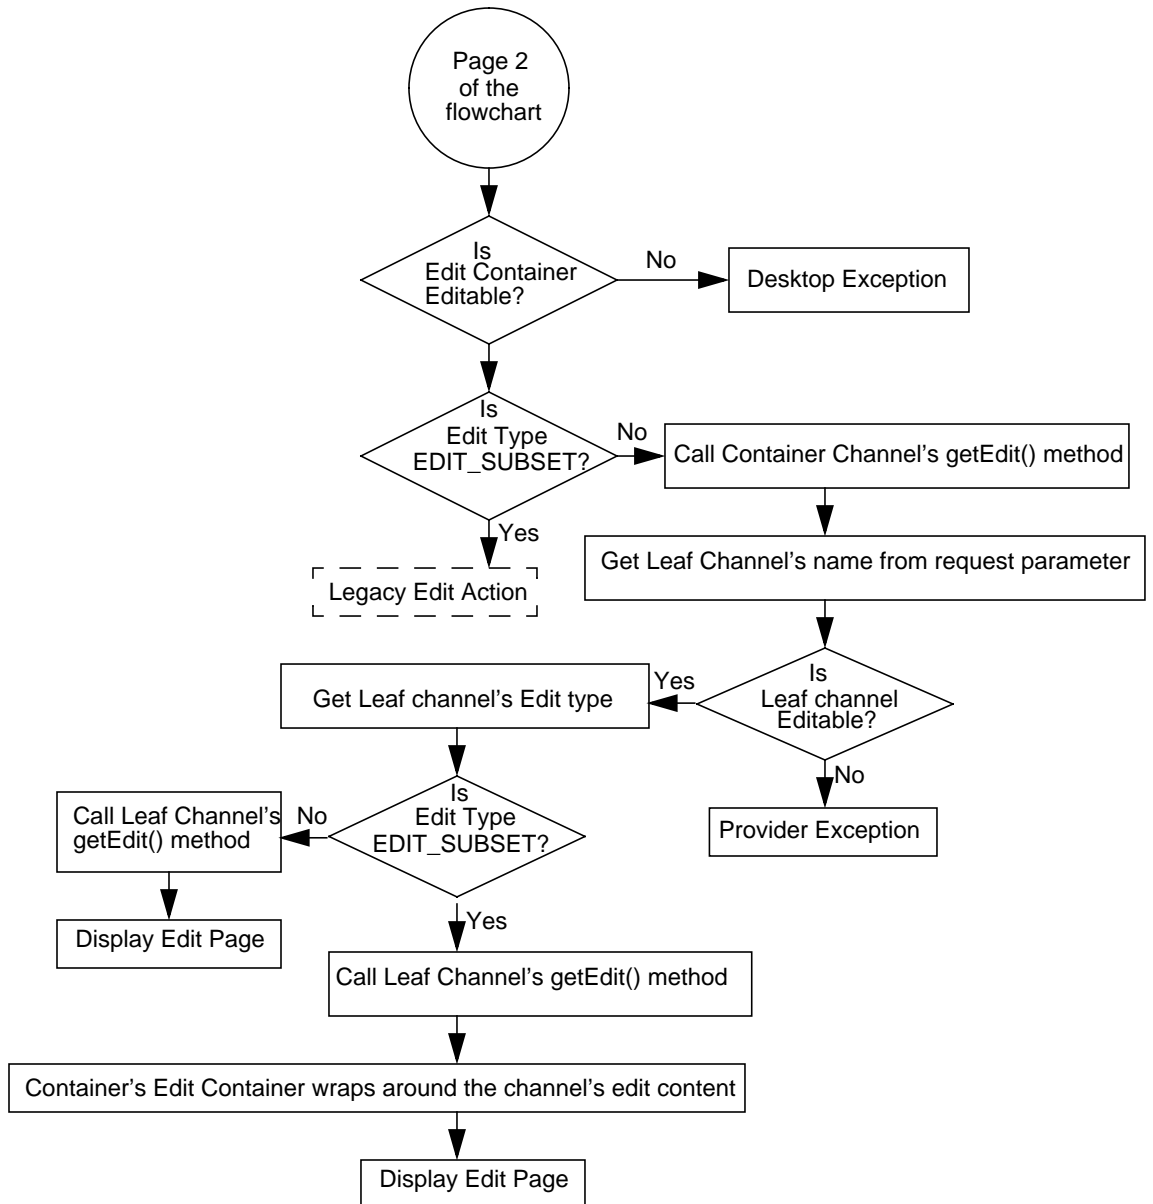 Page 2
of the
flowchart
Is
Edit Container
Editable?
No
Desktop Exception
Is
Edit Type
EDIT_SUBSET?
No
Call Container Channel's getEdit() method
Yes
Legacy Edit Action
Get Leaf Channel's name from request parameter
Is
Leaf channel
Editable?
Yes
Get Leaf channel's Edit type
No
Provider Exception
Is
Edit Type
EDIT_SUBSET?
No
Call Leaf Channel's
getEdit() method
Display Edit Page
Yes
Call Leaf Channel's getEdit() method
Container's Edit Container wraps around the channel's edit content
Display Edit Page